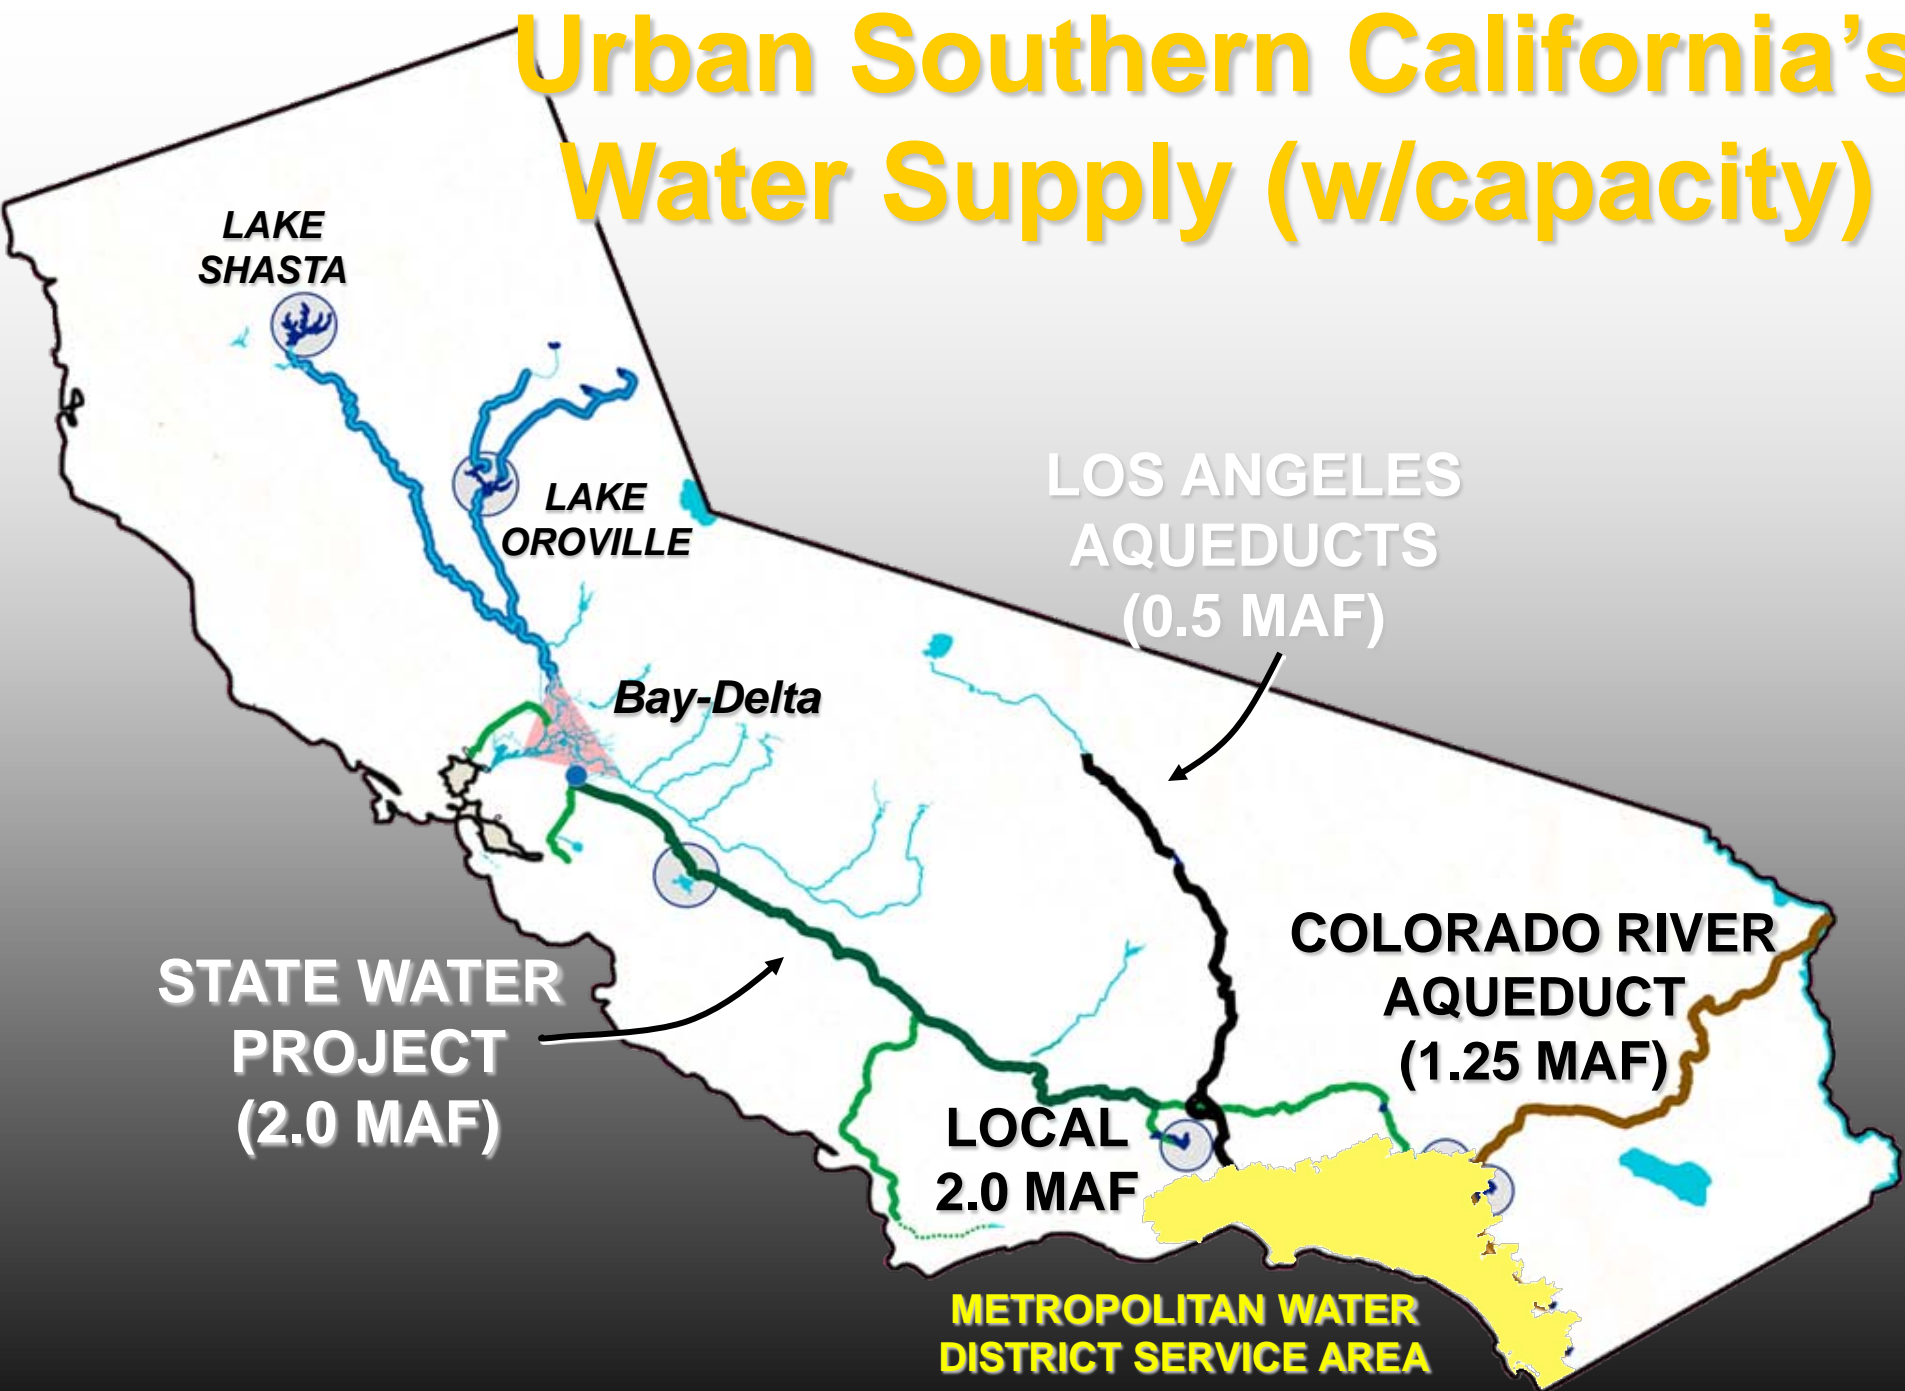 Urban Southern California's
Water Supply (w/capacity)
LAKE
SHASTA
LAKE
OROVILLE
LOS ANGELES
AQUEDUCTS
(0.5 MAF)
Bay-Delta
COLORADO RIVER
AQUEDUCT
(1.25 MAF)
STATE WATER
PROJECT
(2.0 MAF)
LOCAL
2.0 MAF
METROPOLITAN WATER
DISTRICT SERVICE AREA